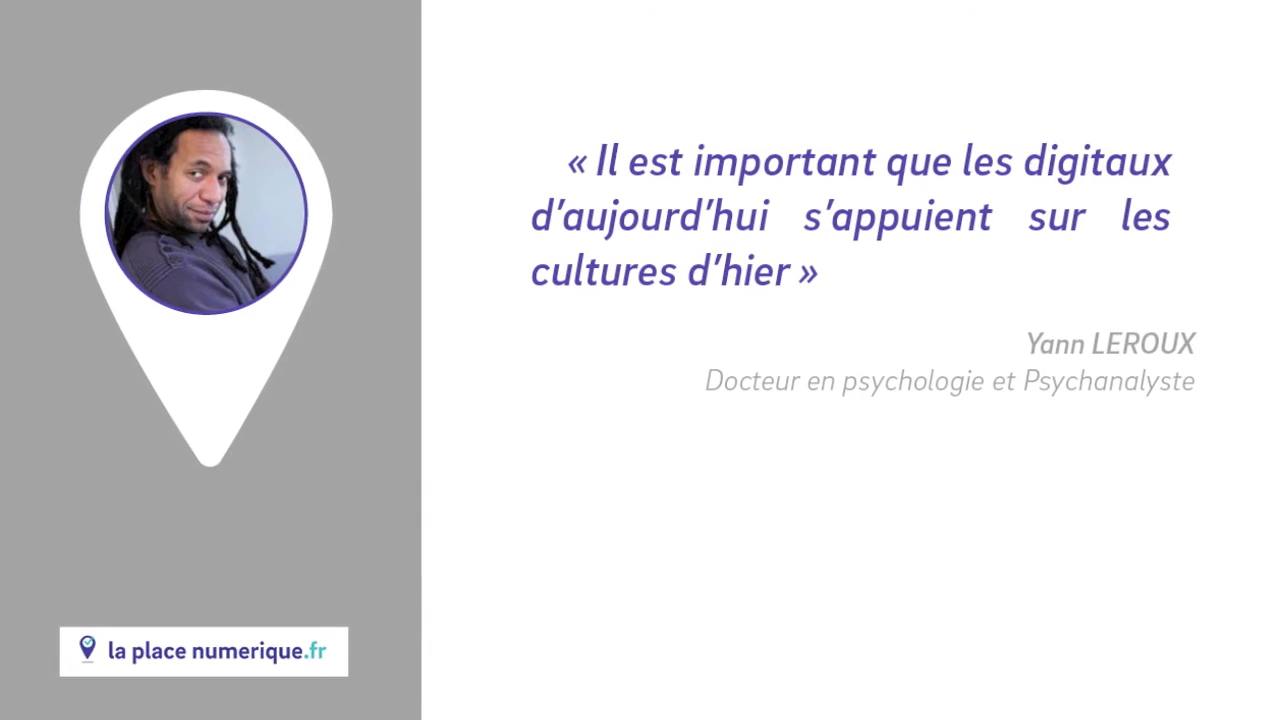 « Il est important que les digitaux
d’aujourd’hui s’appuient sur les
cultures d’hier »
Yann LEROUX
Docteur en psychologie et Psychanalyste
la place numerique.fr